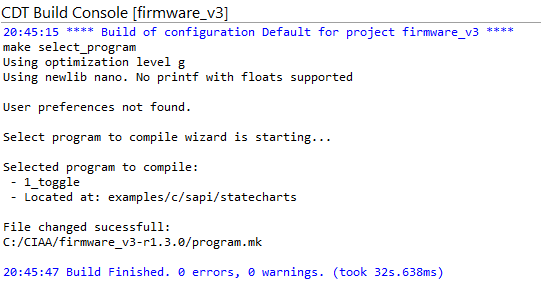 CDT Build Console [firmware_v3]
20:45:15 **** Build of configuration Default for project firmware_v3 ****
make select_program
Using optimization level g
Using newlib nano. No printf with floats supported
User preferences not found.
Select program to compile wizard is starting...
Selected program to compile:
- 1_toggle
- Located at: examples/c/sapi/statecharts
File changed sucessfull:
C:/CIAA/firmware_v3-r1.3.0/program.mk
20:45:47 Build Finished. 0 errors, 0 warnings. (took 32s.638ms)